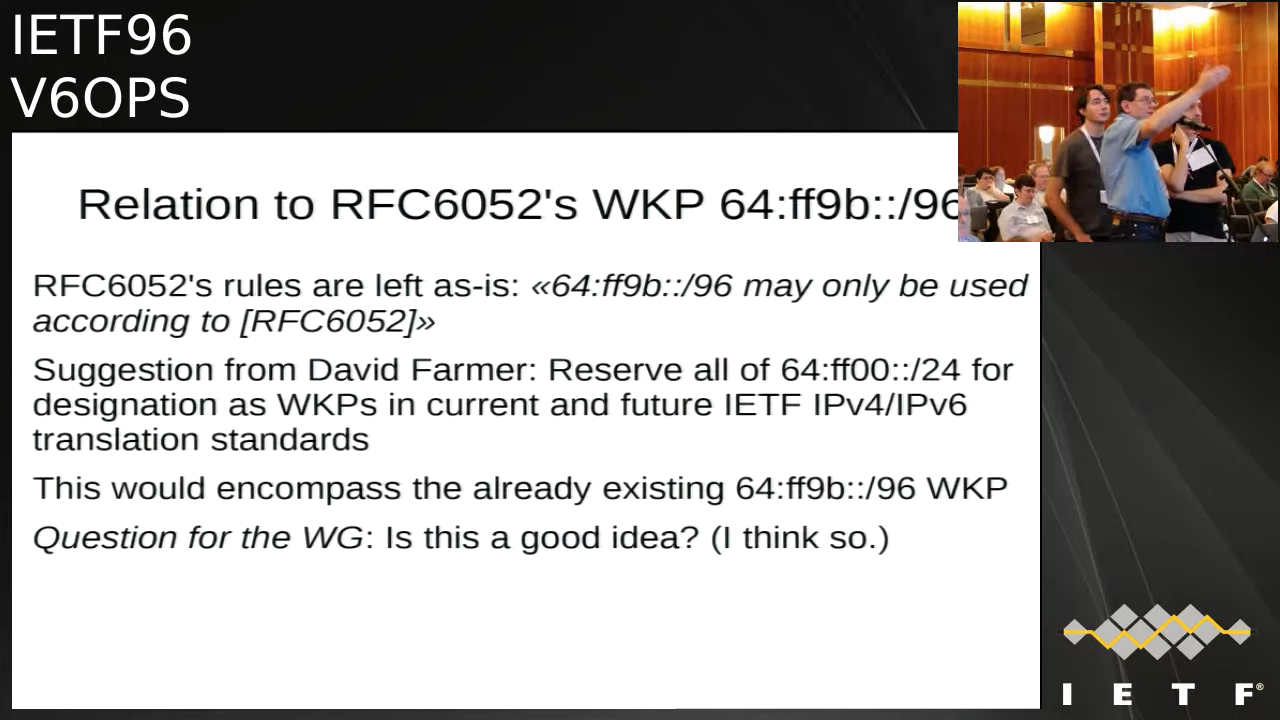 IETF96
V6OPS
Relation to RFC6052's WKP 64:ff9b::/96
RFC6052's rules are left as-is: «64:ff9b::/96 may only be used
according to [RFC6052]»
Suggestion from David Farmer: Reserve all of 64:ff00::/24 for
designation as WKPs in current and future IETF IPv4/IPv6
translation standards
This would encompass the already existing 64:ff9b::/96 WKP
Question for the WG: Is this a good idea? (I think so.)
I E T F®